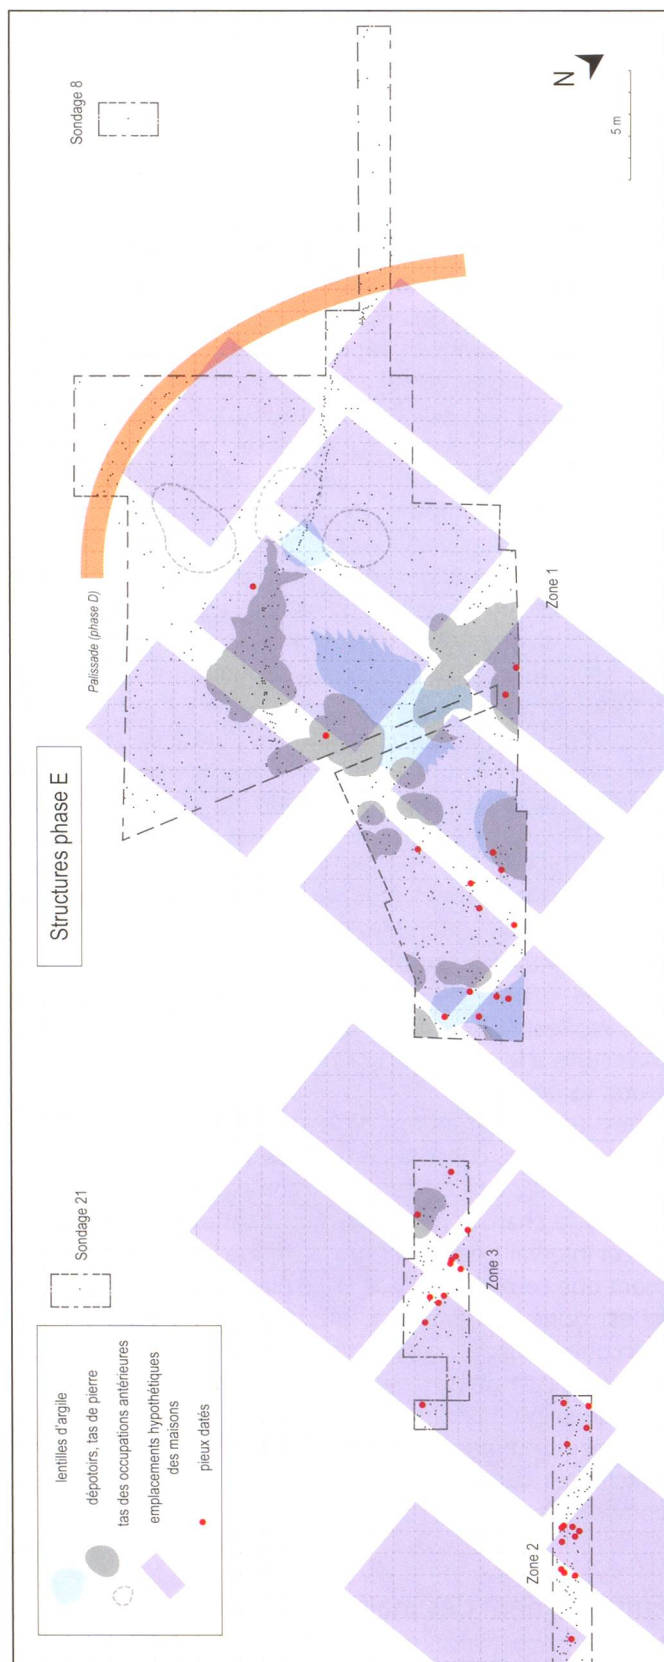 Structures phase E
lentilles d'argile
dépotoirs, tas de pierre
tas des occupations antérieures
emplacements hypothétiques
des maisons
pieux datés
Sondage 21
Sondage 8
Palissade (phase D)
Zone 1
Zone 3
Zone 2
N
5 m